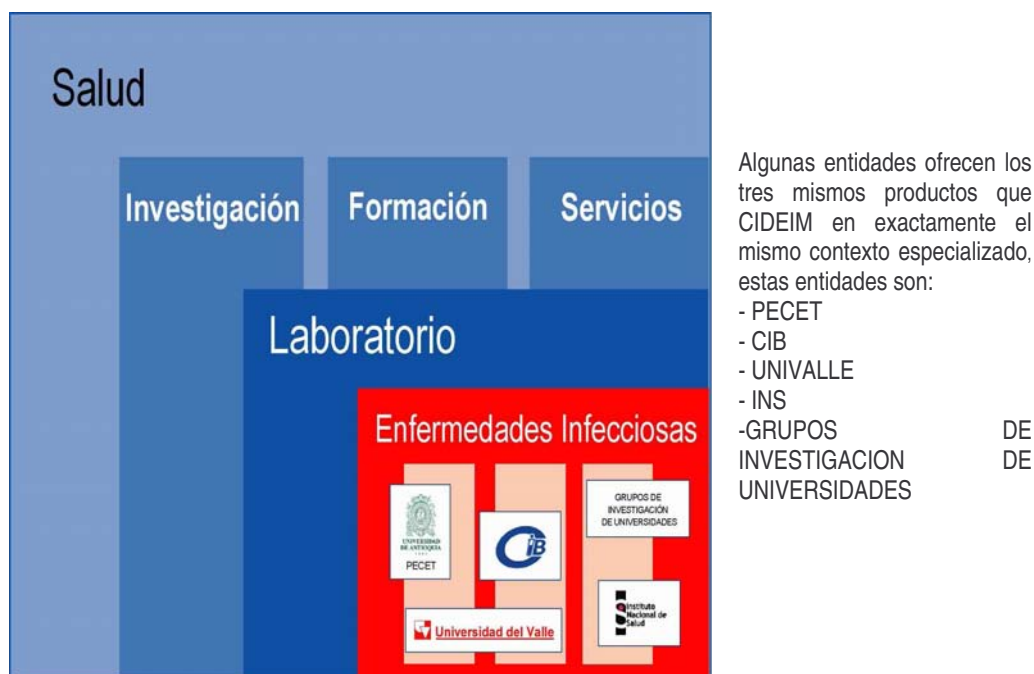 Salud
Investigación
Formación
Servicios
Laboratorio
Enfermedades Infecciosas
UNIVERSIDAD
DE ANTIOQUIA
PECET
CIB
GRUPOS DE
INVESTIGACIÓN
DE UNIVERSIDADES
Universidad del Valle
Instituto
Nacional de
Salud
Algunas entidades ofrecen los
tres mismos productos que
CIDEIM en exactamente el
mismo contexto especializado,
estas entidades son:
- PECET
- CIB
- UNIVALLE
- INS
-GRUPOS DE
INVESTIGACION DE
UNIVERSIDADES